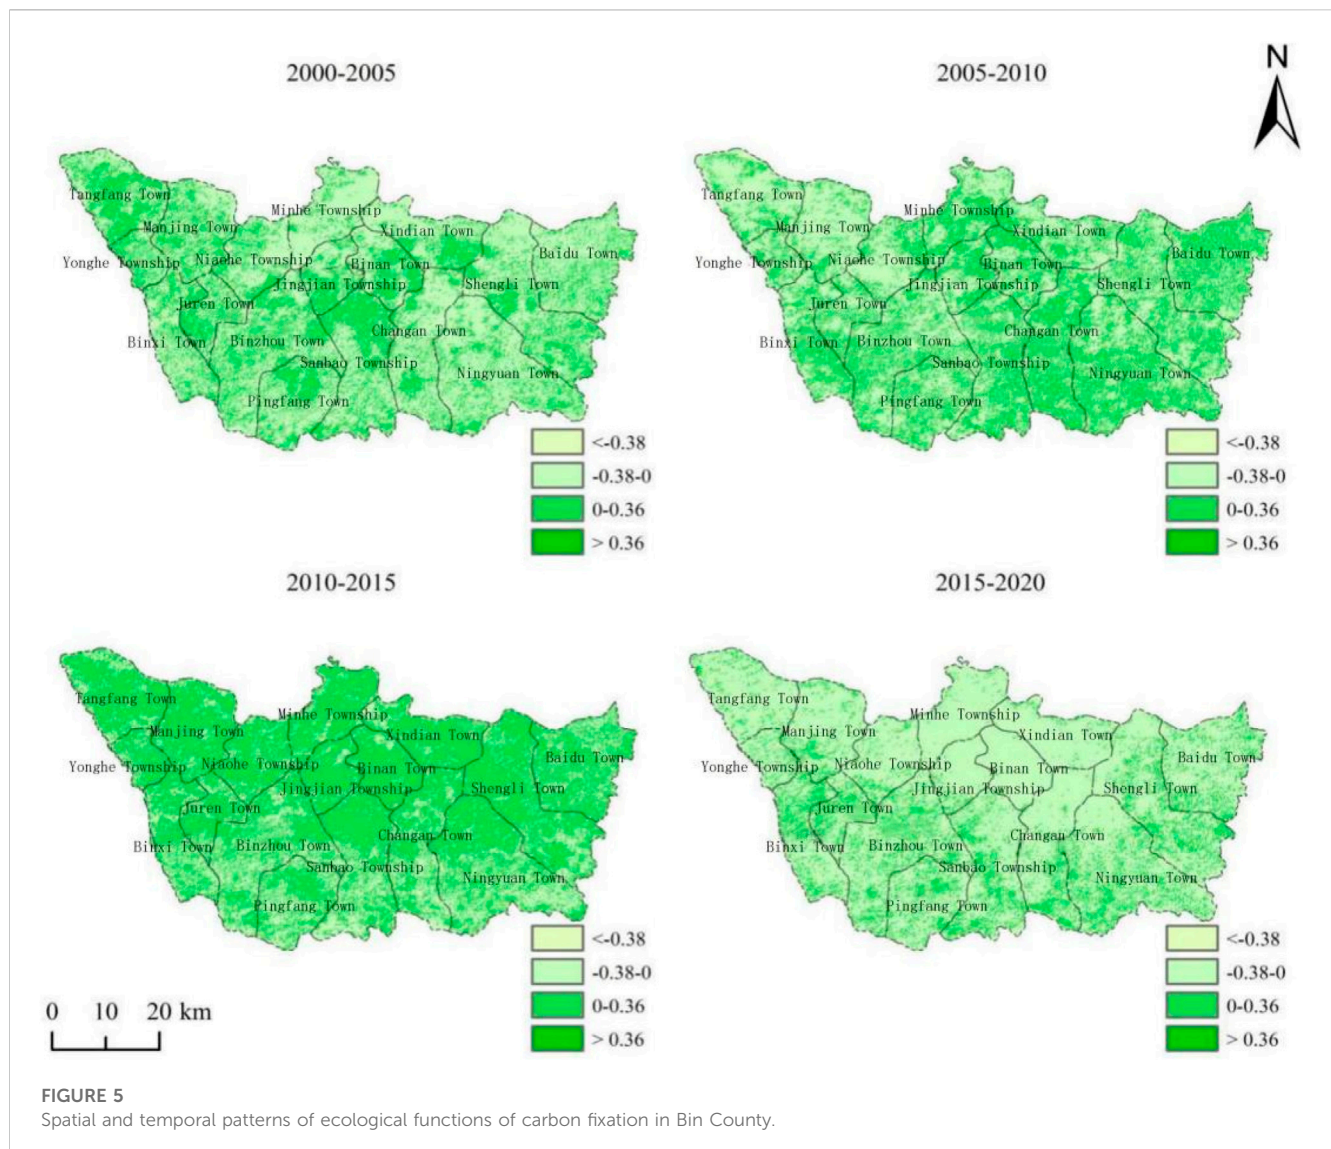 2000-2005
2005-2010
N
Tangfang Town
Manjing Town
Minhe Township
Xindian Town
Yonghe Township
Niaohe Township
Binan Town
Baidu Town
Jingjian Township
Shengli Town
Juren Town
Binxi Town
Binzhou Town
Changan Town
Sanbao Township
Ningyuan Town
Pingfang Town
<-0.38
-0.38-0
0-0.36
> 0.36
Tangfang Town
Manjing Town
Minhe Township
Xindian Town
Yonghe Township
Niaohe Township
Binan Town
Baidu Town
Jingjian Township
Shengli Town
Juren Town
Binxi Town
Binzhou Town
Changan Town
Sanbao Township
Ningyuan Town
Pingfang Town
<-0.38
-0.38-0
0-0.36
> 0.36
2010-2015
2015-2020
Tangfang Town
Manjing Town
Minhe Township
Xindian Town
Yonghe Township
Niaohe Township
Binan Town
Baidu Town
Jingjian Township
Shengli Town
Juren Town
Binxi Town
Binzhou Town
Changan Town
Sanbao Township
Ningyuan Town
Pingfang Town
<-0.38
-0.38-0
0-0.36
> 0.36
Tangfang Town
Manjing Town
Minhe Township
Xindian Town
Yonghe Township
Niaohe Township
Binan Town
Baidu Town
Jingjian Township
Shengli Town
Juren Town
Binxi Town
Binzhou Town
Changan Town
Sanbao Township
Ningyuan Town
Pingfang Town
<-0.38
-0.38-0
0-0.36
> 0.36
0 10 20 km
FIGURE 5
Spatial and temporal patterns of ecological functions of carbon fixation in Bin County.